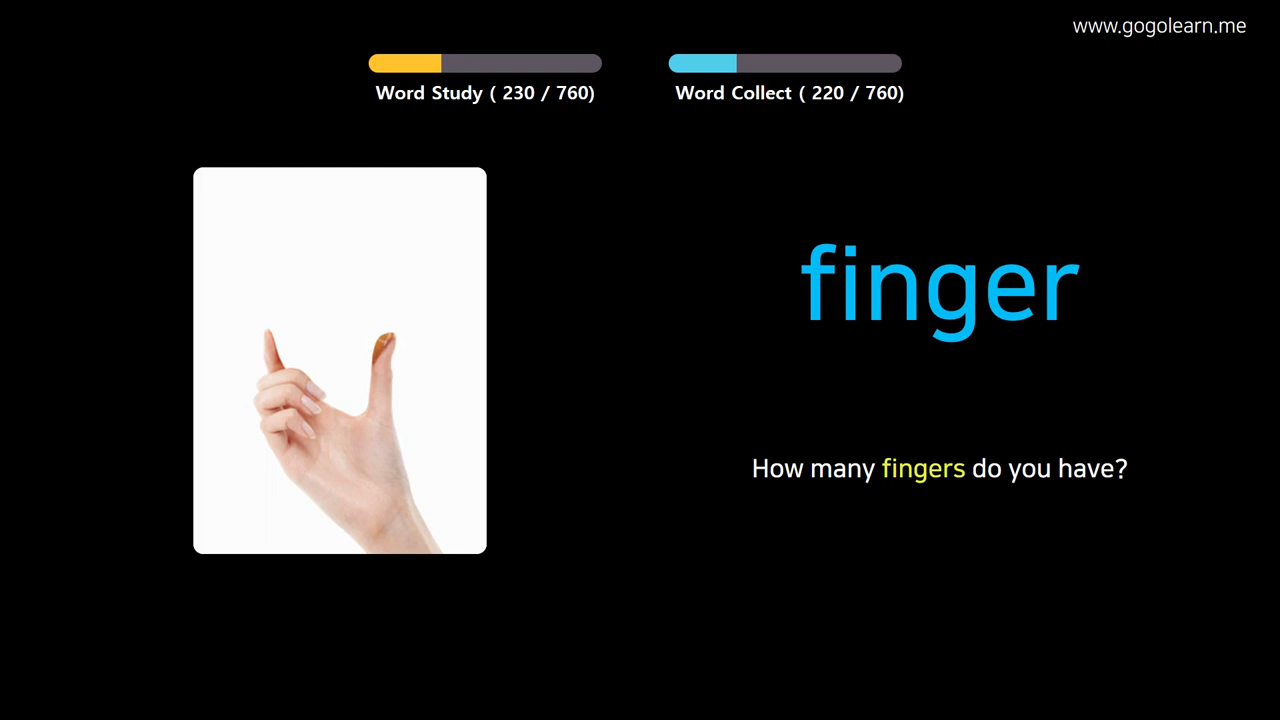 www.gogolearn.me
Word Study ( 230 / 760)
Word Collect ( 220 / 760)
finger
How many fingers do you have?